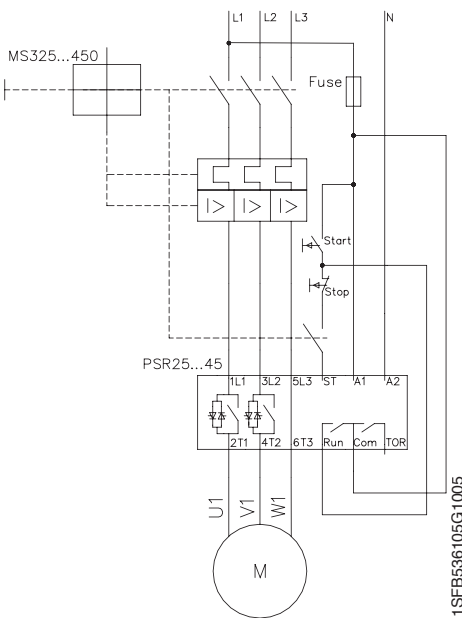 L1 L2 L3 N
MS325...450
Fuse
I> I> I>
Start
Stop
PSR25...45
1L1 3L2 5L3 ST A1 A2
2T1 4T2 6T3 Run Com TOR
U1 V1 W1
M
1SFB536105G1005